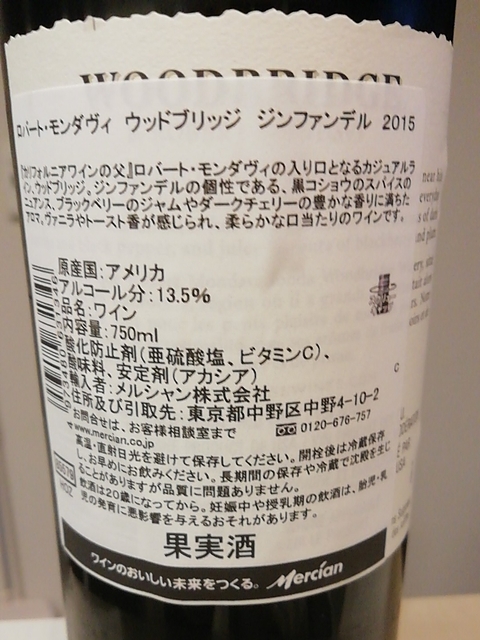 WOODBRIDGE
ロバート・モンダヴィ ウッドブリッジ ジンファンデル 2015
『カリフォルニアワインの父』ロバート・モンダヴィの入り口となるカジュアルラ
イン、ウッドブリッジ。ジンファンデルの個性である、黒コショウのスパイスの
ニュアンス、ブラックベリーのジャムやダークチェリーの豊かな香りに満ちた
アロマ。ヴァニラやトースト香が感じられ、柔らかな口当たりのワインです。
原産国:アメリカ
アルコール分:13.5%
品名:ワイン
内容量:750ml
酸化防止剤(亜硫酸塩、ビタミンC)、
酸味料、安定剤(アカシア)
輸入者:メルシャン株式会社
住所及び引取先:東京都中野区中野4-10-2
お問合せは、お客様相談室まで 0120-676-757
www.mercian.co.jp
高温・直射日光を避けて保存してください。開栓後は冷蔵保存
し、お早めにお飲みください。長期間の保存や冷蔵で沈殿を生じ
ることがありますが品質に問題ありません。
飲酒は20歳になってから。妊娠中や授乳期の飲酒は、胎児・乳
児の発育に悪影響を与えるおそれがあります。
果実酒
ワインのおいしい未来をつくる。 Mercian